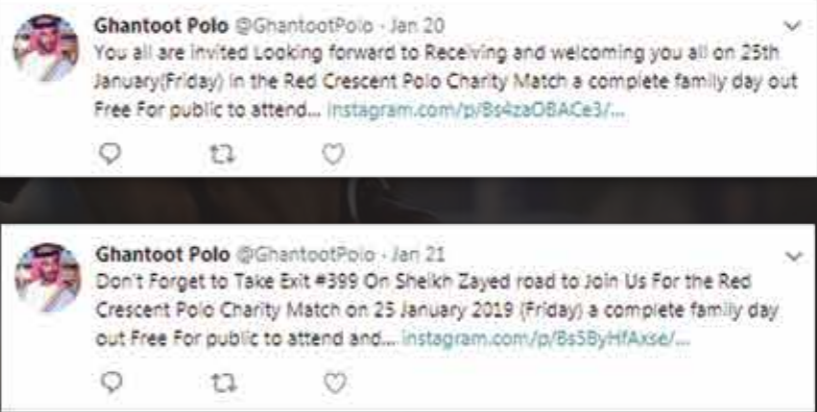 Ghantoot Polo @GhantootPolo · Jan 20
You all are invited Looking forward to Receiving and welcoming you all on 25th
January(Friday) in the Red Crescent Polo Charity Match a complete family day out
Free For public to attend... instagram.com/p/Bs4zaOBACe3/...
Ghantoot Polo @GhantootPolo · Jan 21
Don't Forget to Take Exit #399 On Sheikh Zayed road to Join Us For the Red
Crescent Polo Charity Match on 25 January 2019 (Friday) a complete family day
out Free For public to attend and... instagram.com/p/Bs5ByHfAxse/...